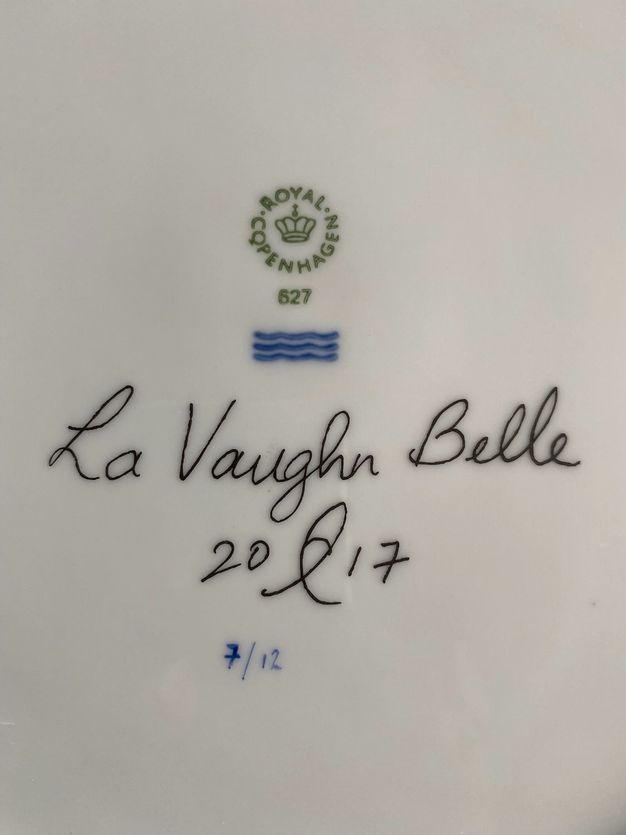 ROYAL COPENHAGEN
627
La Vaughn Belle
20 17
7/12